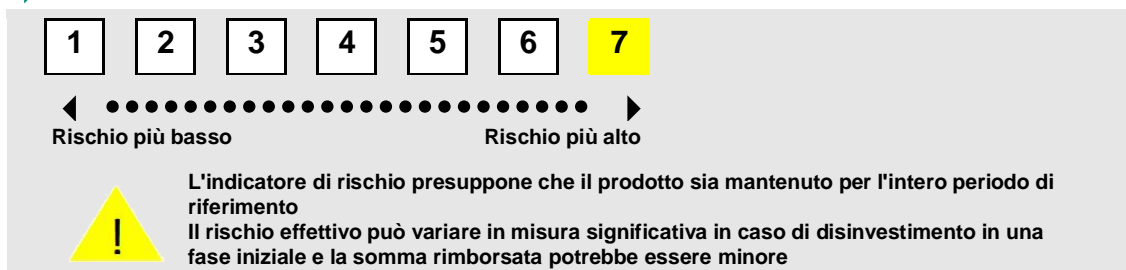 1 2 3 4 5 6 7
Rischio più basso Rischio più alto
L'indicatore di rischio presuppone che il prodotto sia mantenuto per l'intero periodo di
riferimento
Il rischio effettivo può variare in misura significativa in caso di disinvestimento in una
! fase iniziale e la somma rimborsata potrebbe essere minore